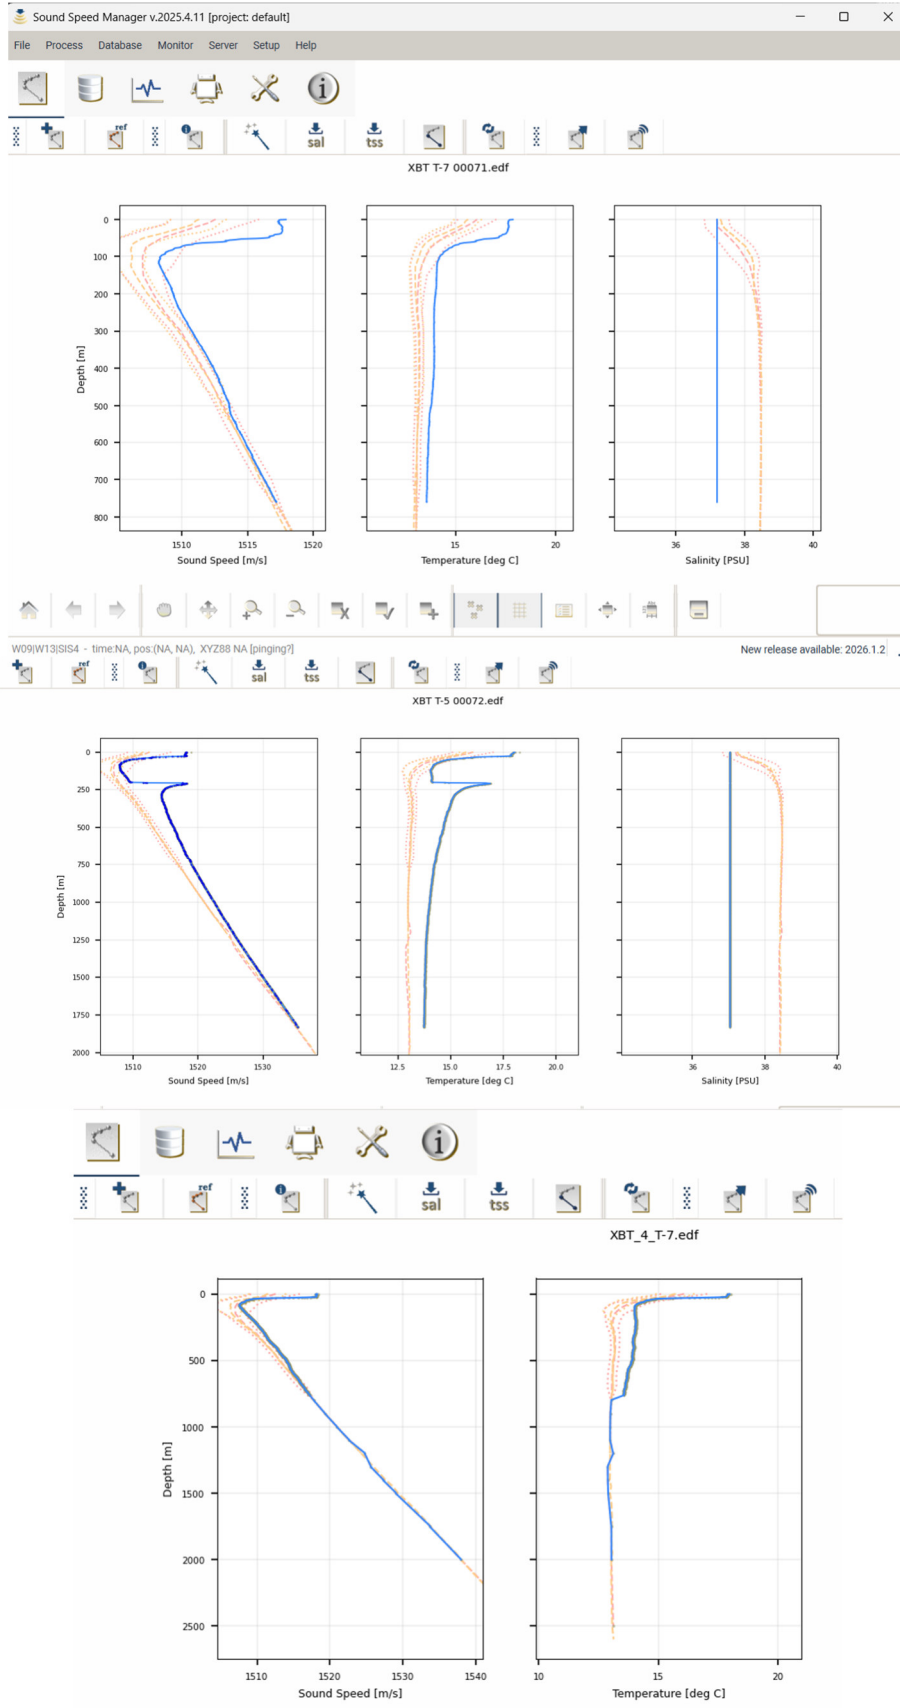 Sound Speed Manager v.2025.4.11 [project: default]
File Process Database Monitor Server Setup Help
ref sal tss
XBT T-7 00071.edf
0
100
200
300
400
500
600
700
800
Depth [m]
1510 1515 1520
15 20
36 38 40
Sound Speed [m/s] Temperature [deg C] Salinity [PSU]
W09|W13|SIS4 - time:NA, pos:(NA, NA), XYZ88 NA [pinging?] New release available: 2026.1.2
ref sal tss
XBT T-5 00072.edf
0
250
500
750
1000
1250
1500
1750
2000
Depth [m]
1510 1520 1530
12.5 15.0 17.5 20.0
36 38 40
Sound Speed [m/s] Temperature [deg C] Salinity [PSU]
ref sal tss
XBT_4_T-7.edf
0
500
1000
1500
2000
2500
Depth [m]
1510 1520 1530 1540
10 15 20
Sound Speed [m/s] Temperature [deg C]